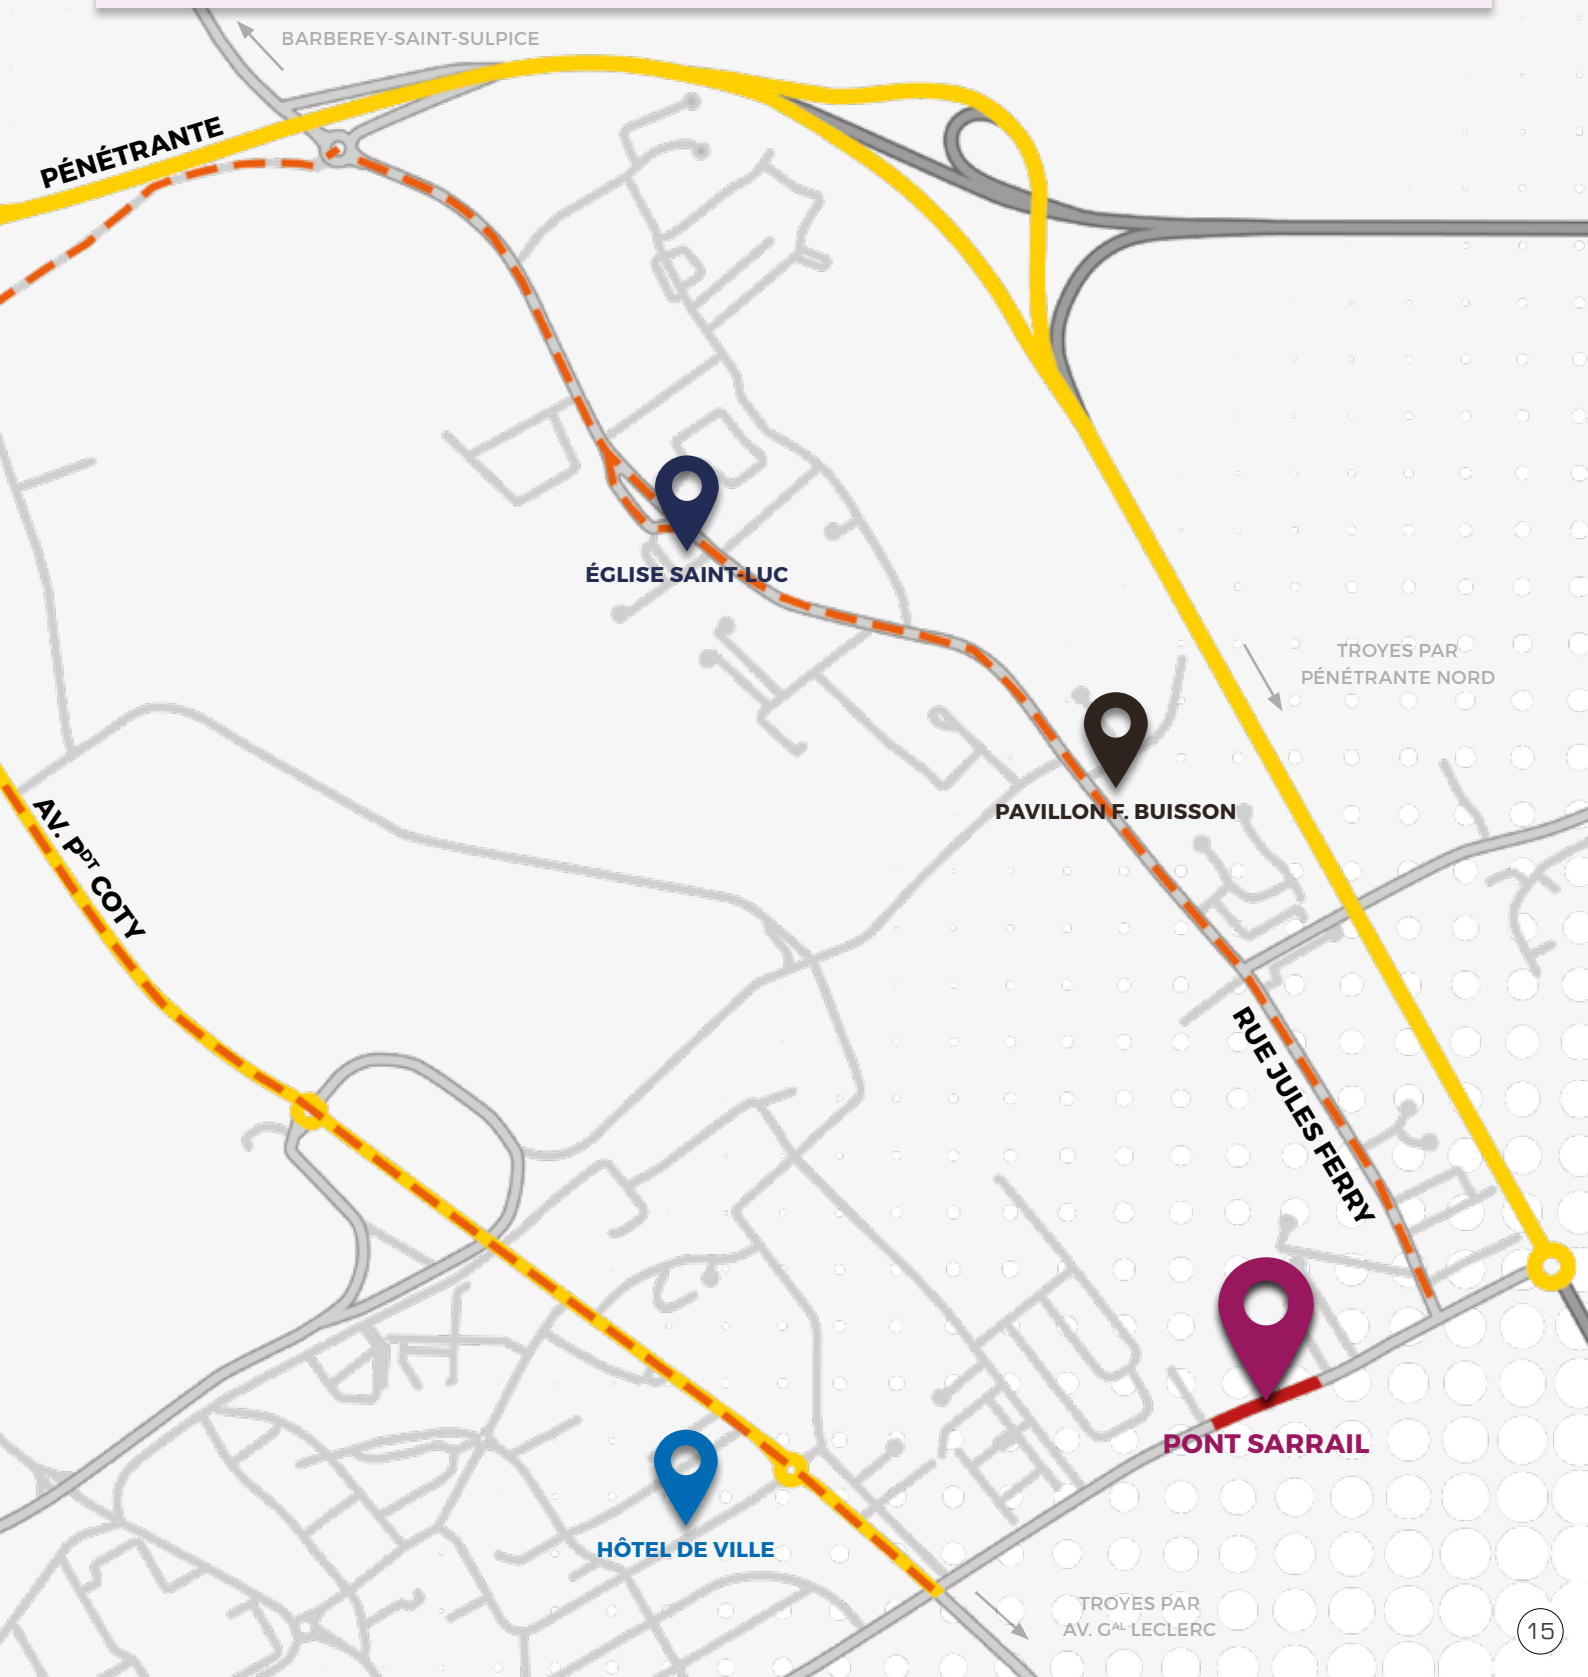 BARBEREY-SAINT-SULPICE
PÉNÉTRANTE
ÉGLISE SAINT-LUC
TROYES PAR
PÉNÉTRANTE NORD
PAVILLON F. BUISSON
AV. PDT COTY
RUE JULES FERRY
PONT SARRAIL
HÔTEL DE VILLE
TROYES PAR
AV. GAL LECLERC
15